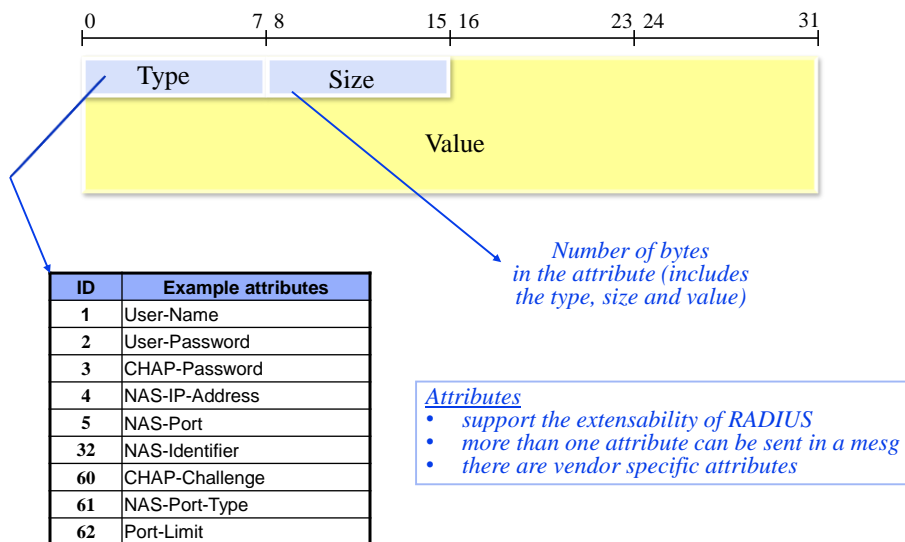 0 7 8 15 16 23 24 31
Type Size
Value
Number of bytes
in the attribute (includes
the type, size and value)
ID Example attributes
1 User-Name
2 User-Password
3 CHAP-Password
4 NAS-IP-Address
5 NAS-Port
32 NAS-Identifier
60 CHAP-Challenge
61 NAS-Port-Type
62 Port-Limit
Attributes
• support the extensability of RADIUS
• more than one attribute can be sent in a mesg
• there are vendor specific attributes